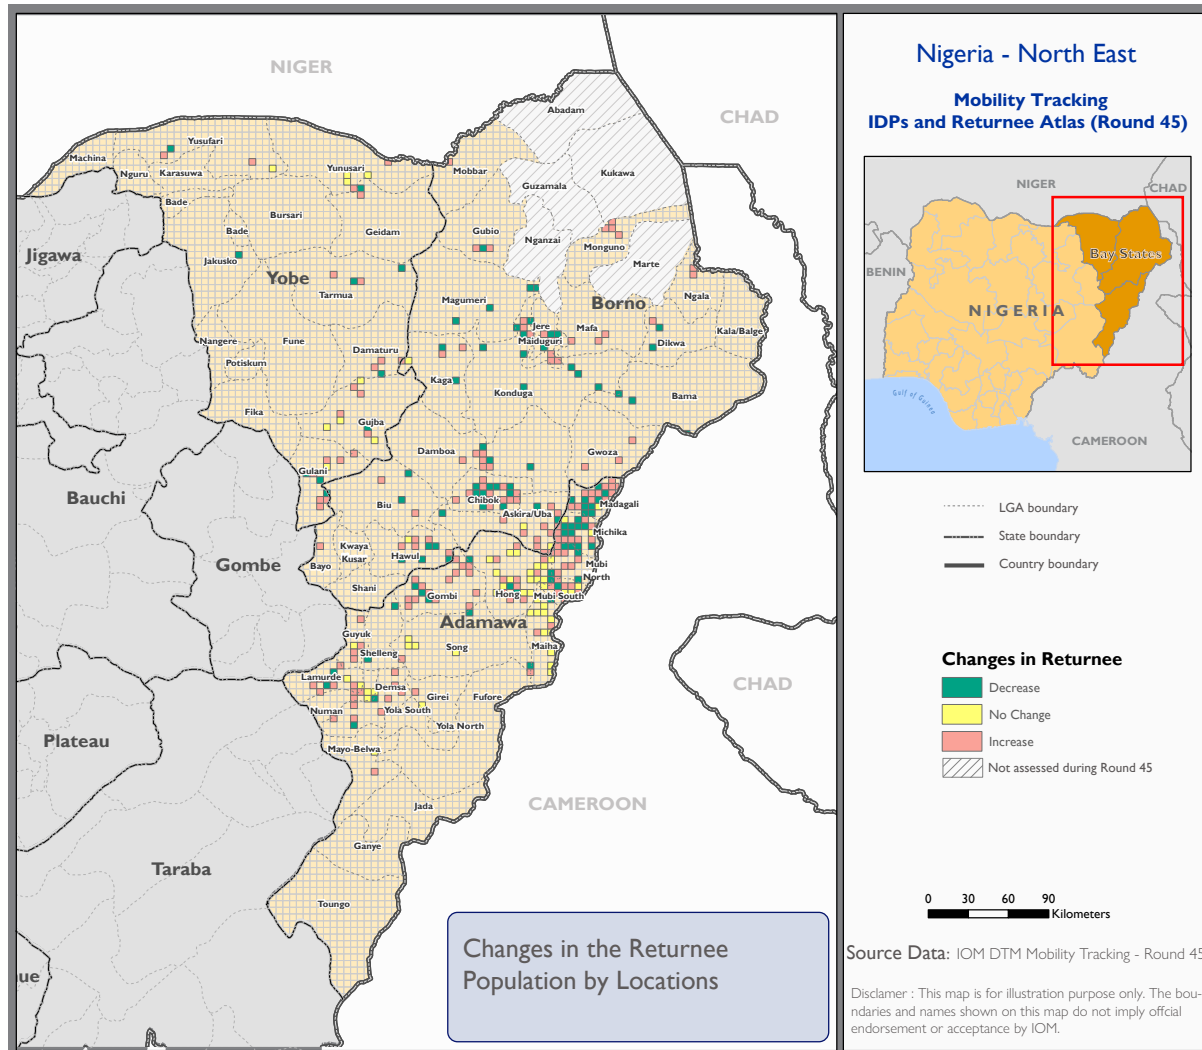 NIGER
CHAD
Abadam
Yusufari
Machina
Nguru
Karasuwa
Yunusari
Mobbar
Kukawa
Guzamala
Bade
Bursari
Bade
Geidam
Gubio
Nganzai
Monguno
Jigawa
Jakusko
Yobe
Marte
Tarmua
Magumeri
Borno
Ngala
Nangere
Fune
Jere
Mafa
Kala/Balge
Maiduguri
Dikwa
Damaturu
Potiskum
Kaga
Konduga
Bama
Fika
Gujba
Damboa
Gwoza
Gulani
Bauchi
Biu
Chibok
Madagali
Askira/Uba
Michika
Kwaya
Kusar
Hawul
Gombe
Bayo
Mubi
North
Shani
Gombi
Hong
Mubi South
Adamawa
Guyuk
Shelleng
Song
Maiha
Lamurde
Demsa
Girei
Fufore
CHAD
Numan
Yola South
Yola North
Plateau
Mayo-Belwa
CAMEROON
Jada
Ganye
Taraba
Toungo
ue
Changes in the Returnee
Population by Locations
Nigeria - North East
Mobility Tracking
IDPs and Returnee Atlas (Round 45)
NIGER
CHAD
Bay States
BENIN
NIGERIA
Gulf of Guinea
CAMEROON
LGA boundary
State boundary
Country boundary
Changes in Returnee
Decrease
No Change
Increase
Not assessed during Round 45
0 30 60 90
Kilometers
Source Data: IOM DTM Mobility Tracking - Round 45
Disclamer : This map is for illustration purpose only. The bou-
ndaries and names shown on this map do not imply offcial
endorsement or acceptance by IOM.